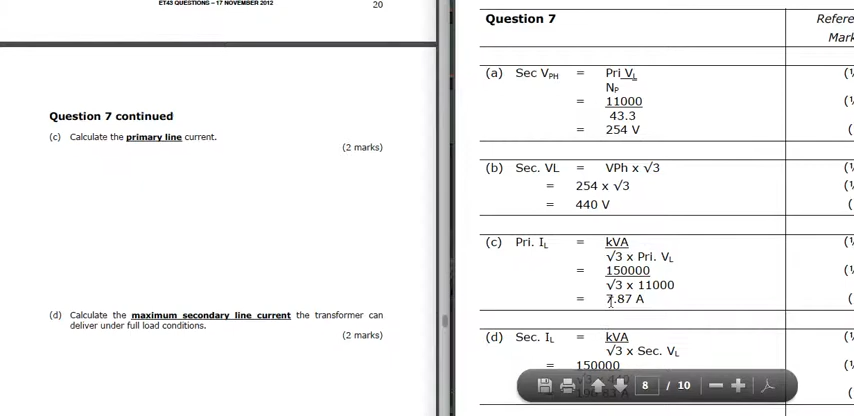 ET43 QUESTIONS – 17 NOVEMBER 2012
20
Question 7 continued
(c) Calculate the primary line current.
(2 marks)
(d) Calculate the maximum secondary line current the transformer can
deliver under full load conditions.
(2 marks)
Question 7
(a) Sec VPH = Pri VL
NP
= 11000
43.3
= 254 V
(b) Sec. VL = VPh x √3
= 254 x √3
= 440 V
(c) Pri. IL = kVA
√3 x Pri. VL
= 150000
√3 x 11000
= 7.87 A
(d) Sec. IL = kVA
√3 x Sec. VL
= 150000
8 / 10